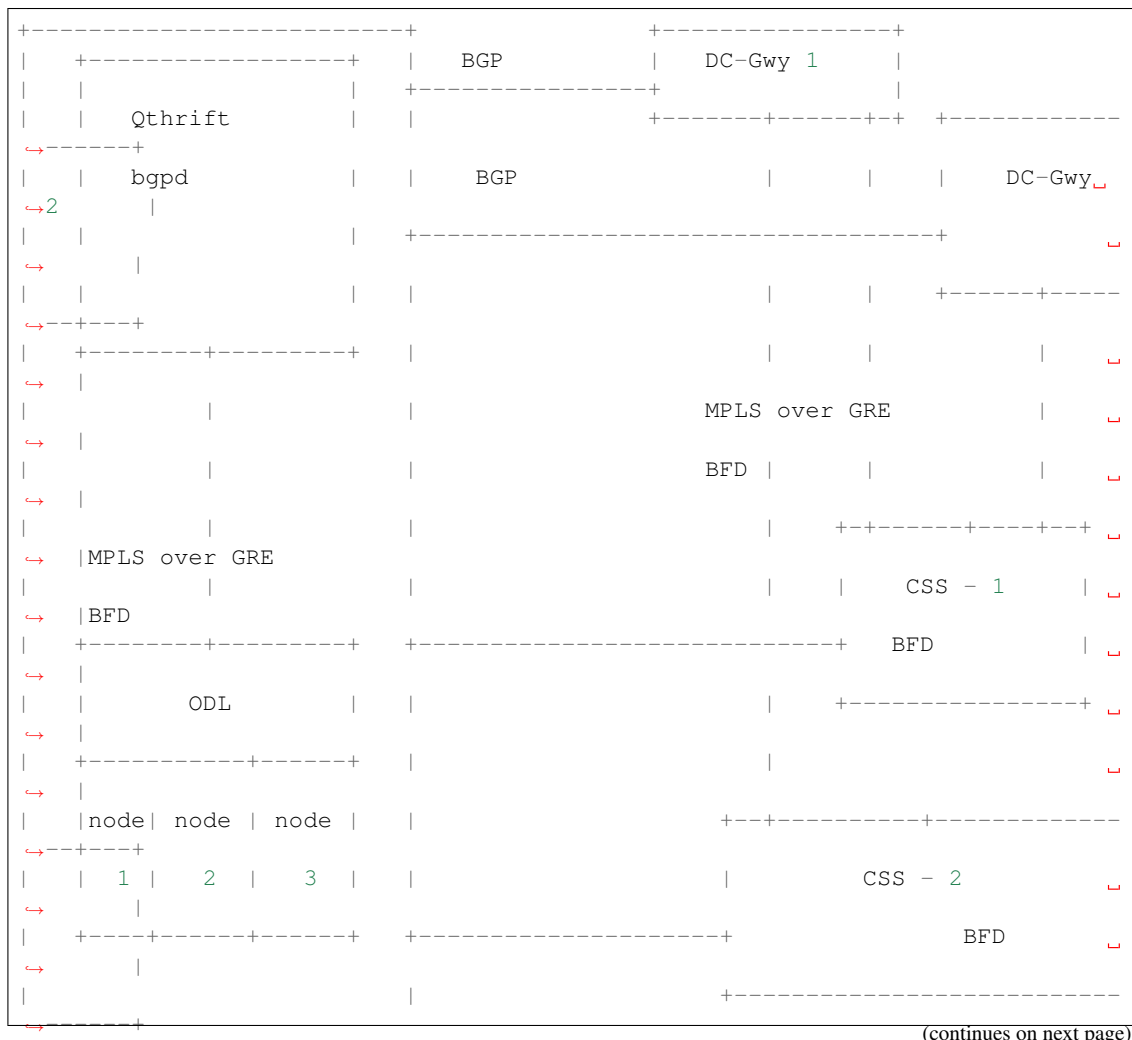 +--------------------------+                +----------------+
|   +------------------+   |   BGP          |   DC-Gwy 1     |
|   |                  |   +----------------+                |
|   |   Qthrift        |   |                +-------+------+-+  +------------
↪------+
|   |   bgpd           |   |    BGP                 |      |    |    DC-Gwy␣
↪2      |
|   |                  |   +------------------------------------+           ␣
↪       |
|   |                  |   |                        |      |    +------+-----
↪--+---+
|   +--------+---------+   |                        |      |           |    ␣
↪  |
|            |             |                    MPLS over GRE          |    ␣
↪  |
|            |             |                    BFD |      |           |    ␣
↪  |
|            |             |                        |    +-+------+----+--+ ␣
↪  |MPLS over GRE
|            |             |                        |    |    CSS - 1     | ␣
↪  |BFD
|   +--------+---------+   +-----------------------------+   BFD          | ␣
↪  |
|   |       ODL        |   |                        |    +----------------+ ␣
↪  |
|   +-----------+------+   |                        |                       ␣
↪  |
|   |node| node | node |   |                     +--+-----------+-------------
↪--+---+
|   |  1 |   2  |   3  |   |                     |         CSS - 2          ␣
↪       |
|   +----+------+------+   +---------------------+                BFD       ␣
↪       |
|                          |                     +---------------------------
↪------+
(continues on next page)